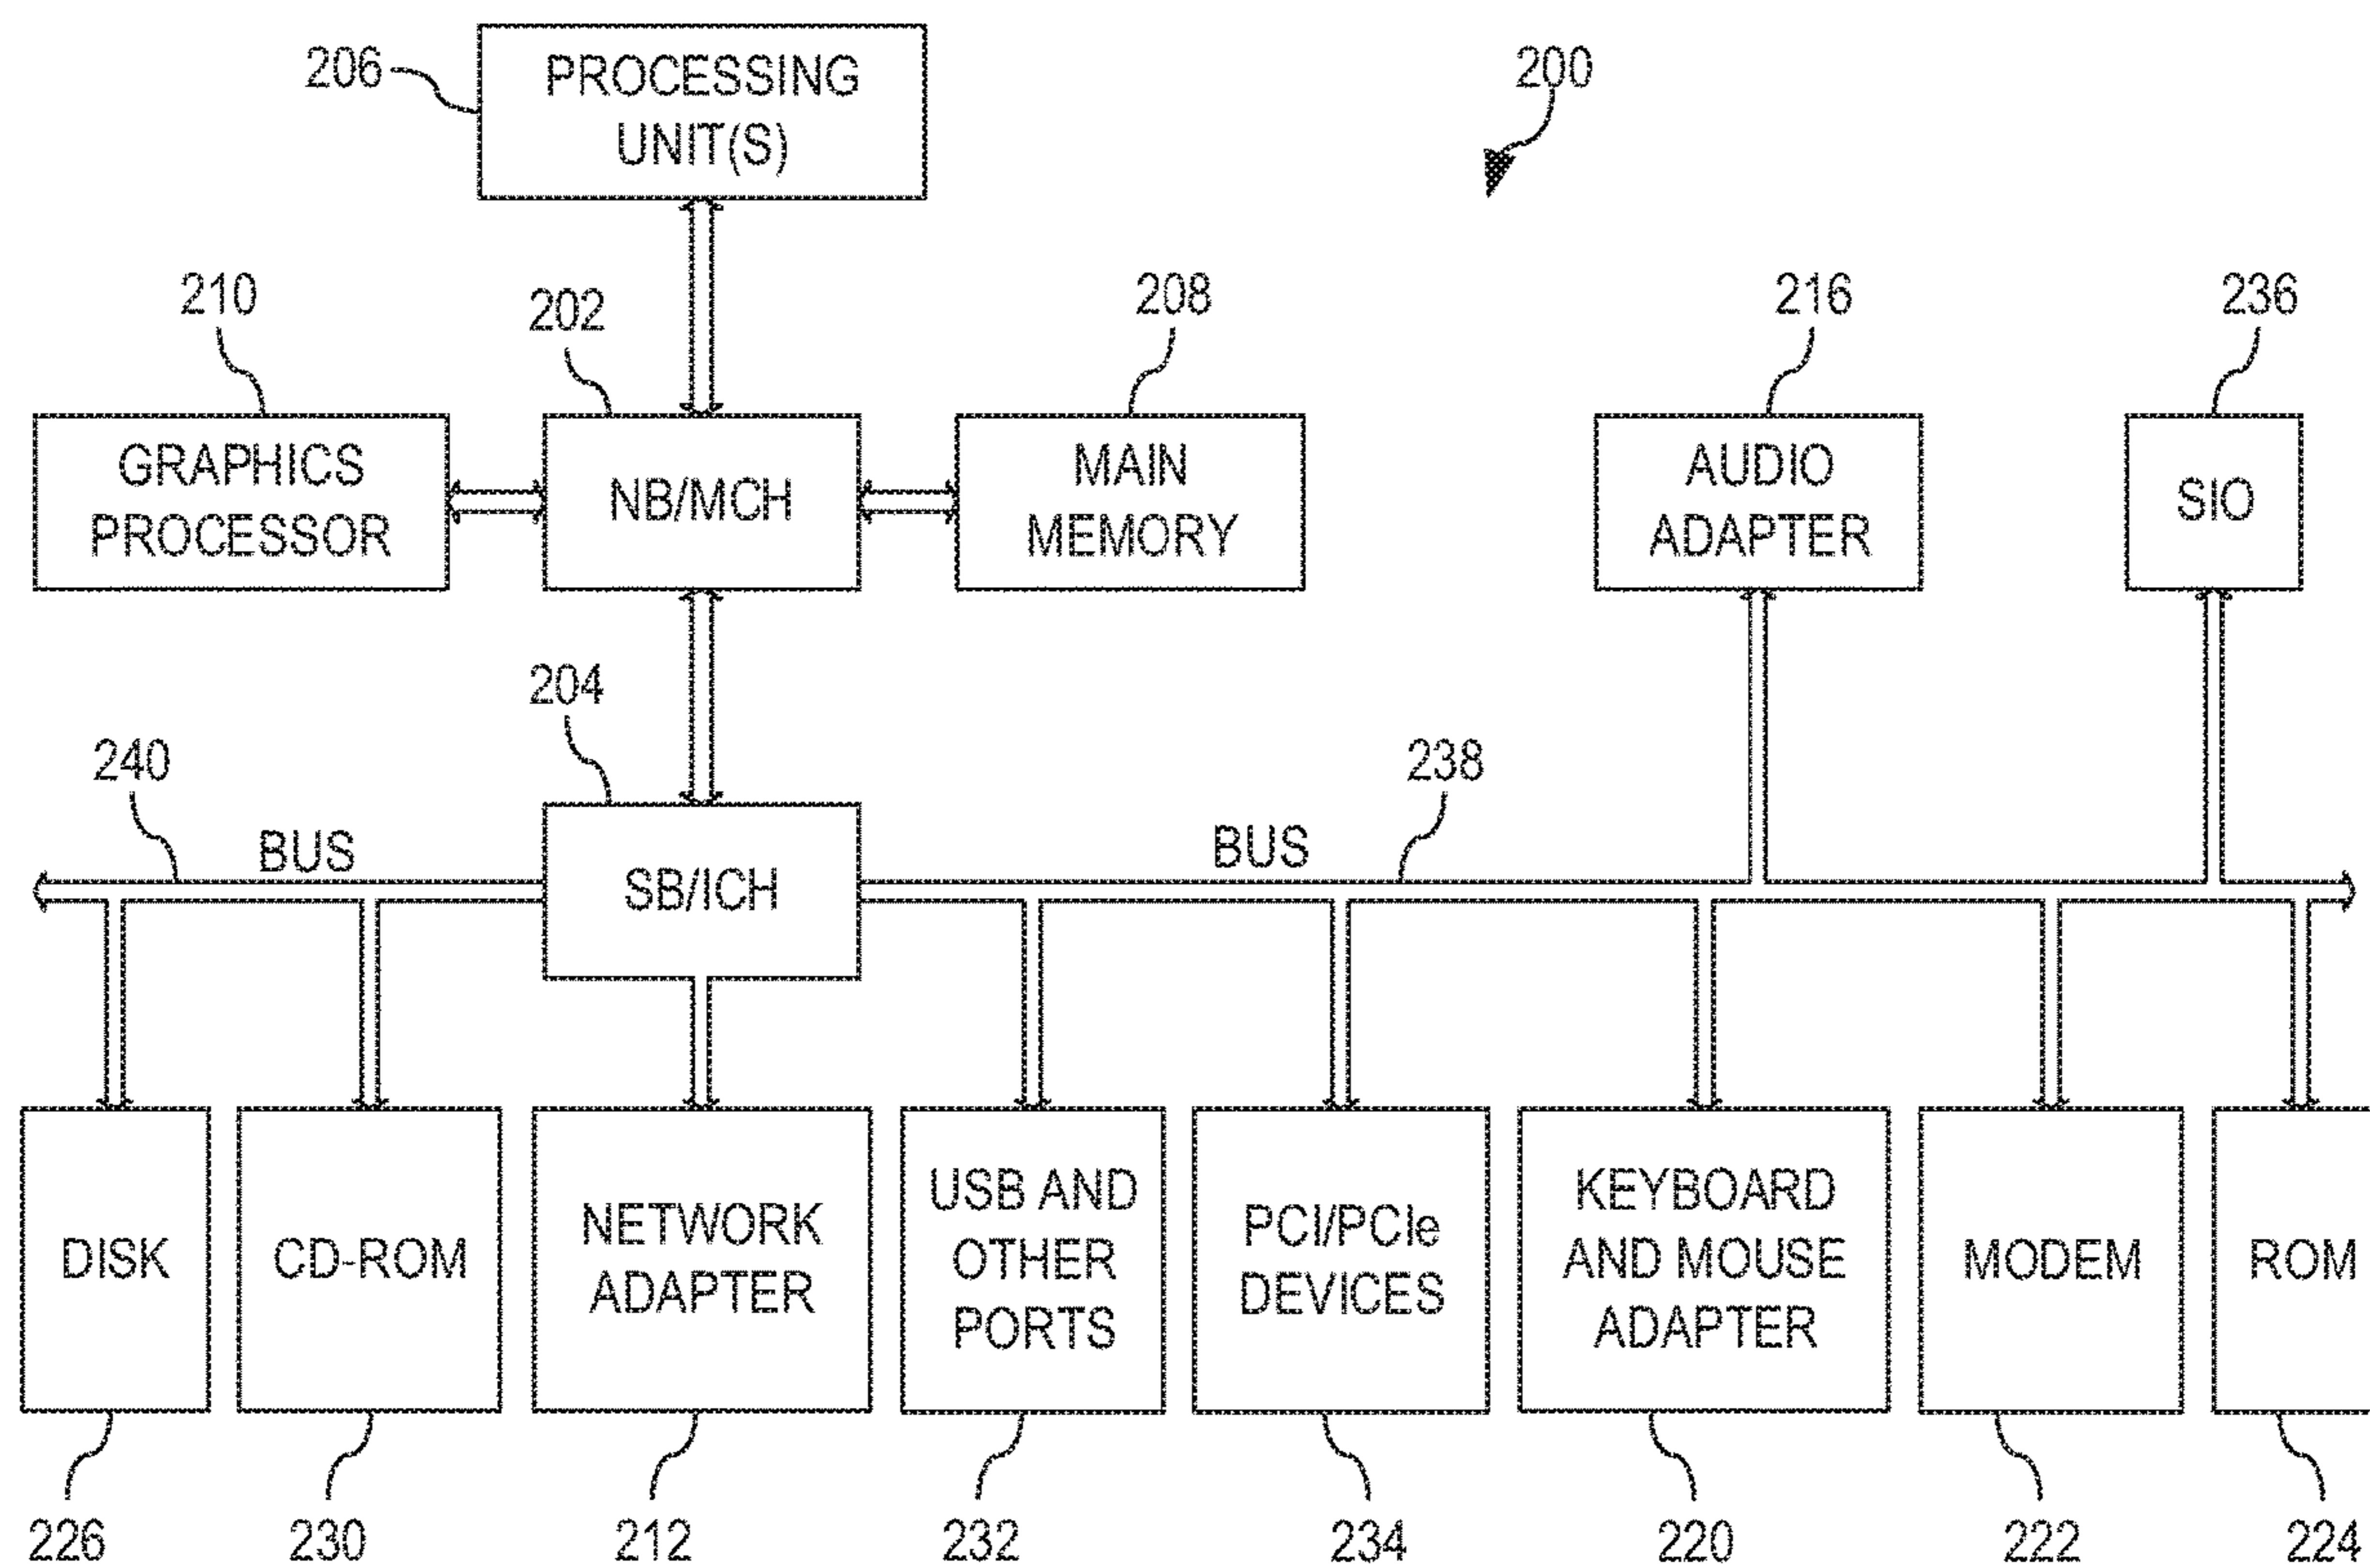 206
PROCESSING
UNIT(S)
200
210
202
208
216
236
GRAPHICS
PROCESSOR
NB/MCH
MAIN
MEMORY
AUDIO
ADAPTER
SIO
204
240
238
BUS
BUS
SB/ICH
DISK
CD-ROM
NETWORK
ADAPTER
USB AND
OTHER
PORTS
PCI/PCIe
DEVICES
KEYBOARD
AND MOUSE
ADAPTER
MODEM
ROM
226
230
212
232
234
220
222
224